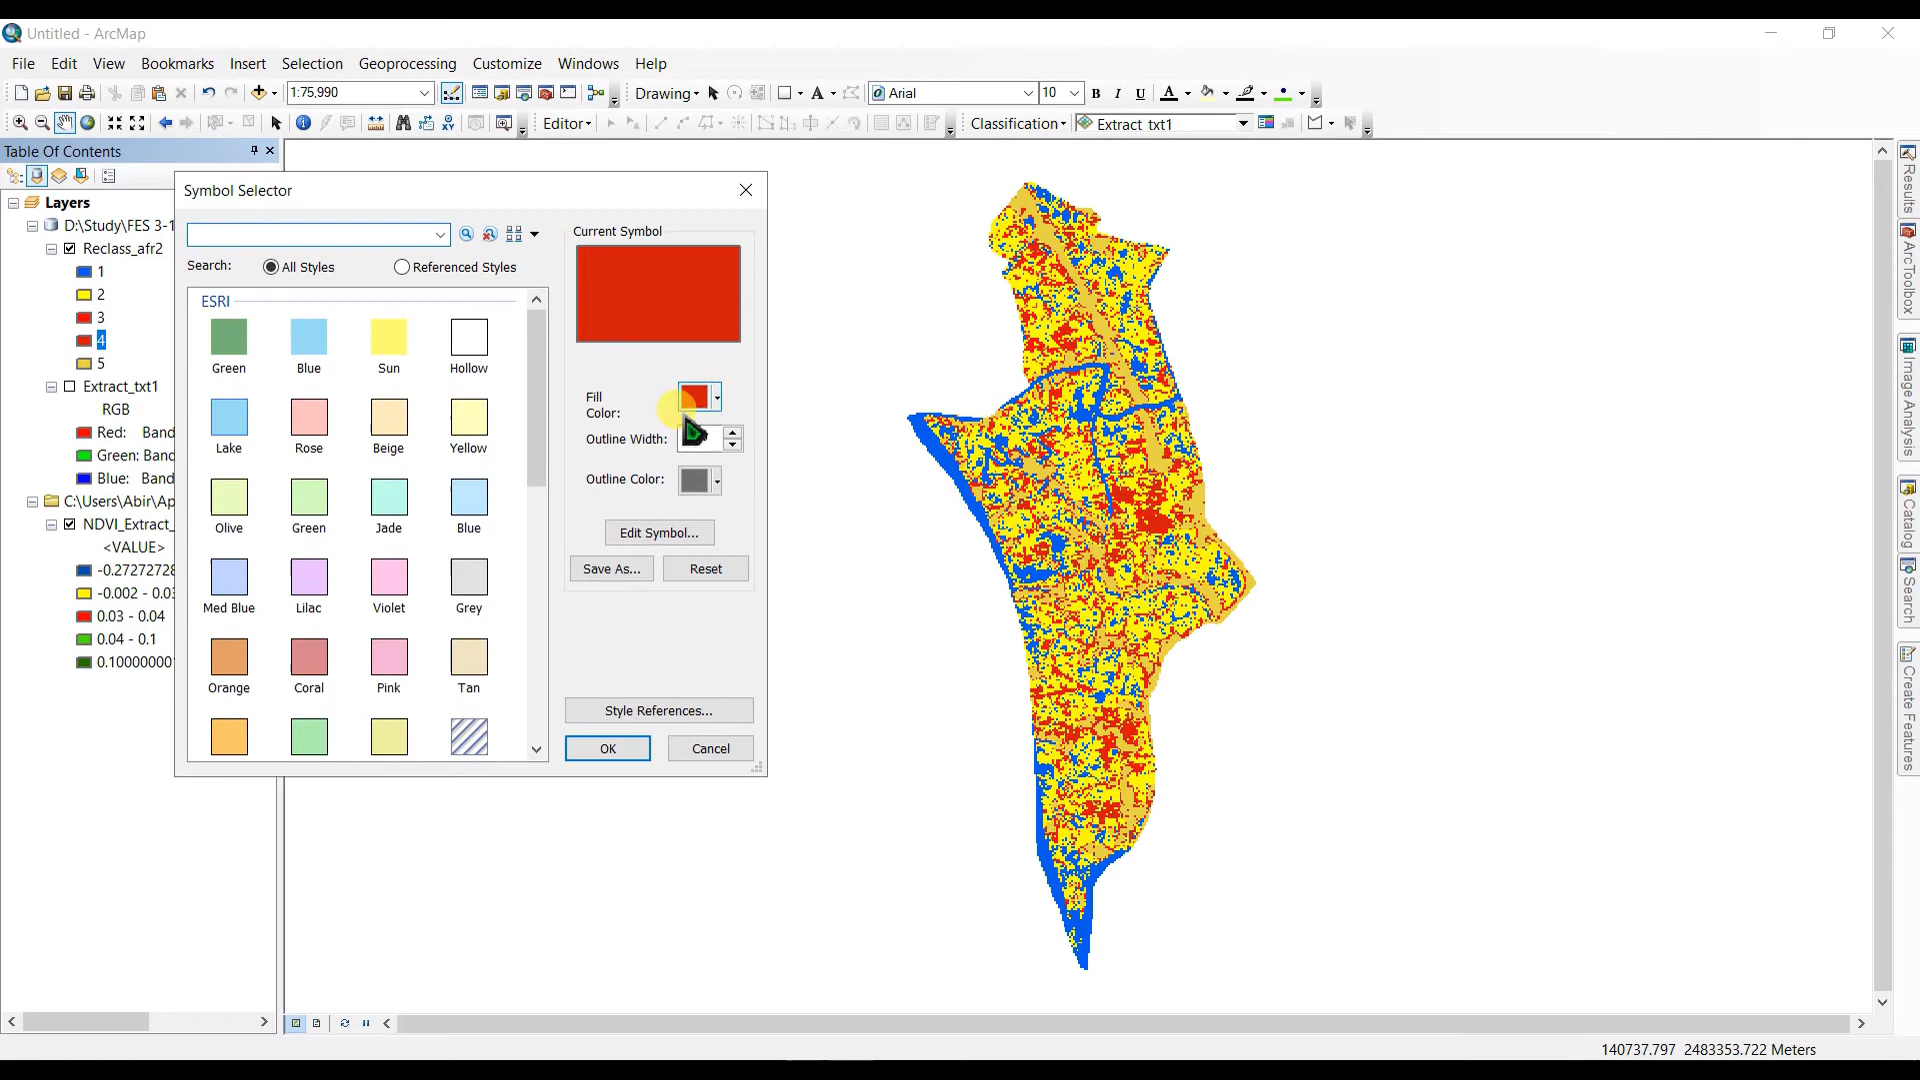 Untitled - ArcMap
File Edit View Bookmarks Insert Selection Geoprocessing Customize Windows Help
1:75,990 Drawing Arial 10 B I U A
Editor Classification Extract_txt1
Table Of Contents
Layers
D:\Study\FES 3-1
Reclass_afr2
1
2
3
4
5
Extract_txt1
RGB
Red: Band
Green: Band
Blue: Band
C:\Users\Abir\Ap
NDVI_Extract_
<VALUE>
-0.27272728
-0.002 - 0.03
0.03 - 0.04
0.04 - 0.1
0.100000001
Symbol Selector
Search: All Styles Referenced Styles
ESRI
Green Blue Sun Hollow
Lake Rose Beige Yellow
Olive Green Jade Blue
Med Blue Lilac Violet Grey
Orange Coral Pink Tan
Current Symbol
Fill
Color:
Outline Width:
Outline Color:
Edit Symbol...
Save As... Reset
Style References...
OK Cancel
Results
ArcToolbox
Image Analysis
Catalog
Search
Create Features
140737.797 2483353.722 Meters